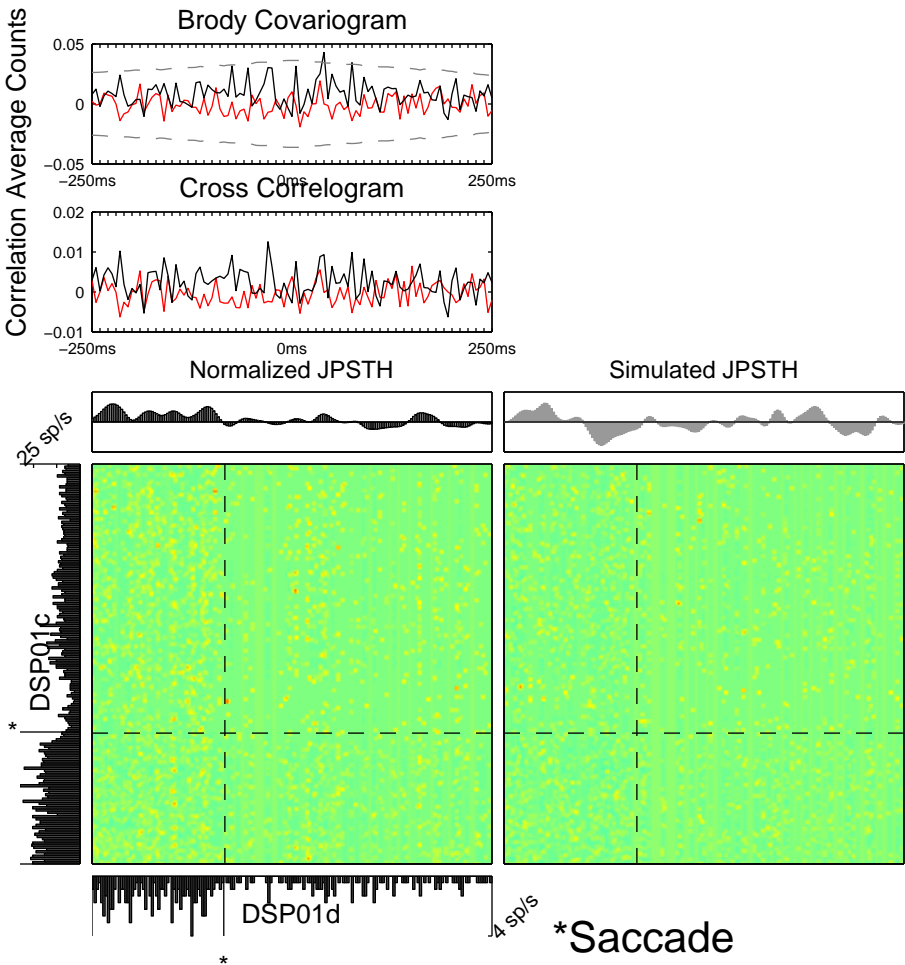 Brody Covariogram
Correlation Average Counts
0.05
0
−0.05
−250ms
0ms
250ms
Cross Correlogram
0.02
0.01
0
−0.01
−250ms
0ms
250ms
Normalized JPSTH
Simulated JPSTH
25 sp/s
DSP01c
*
DSP01d
4 sp/s
*
*Saccade